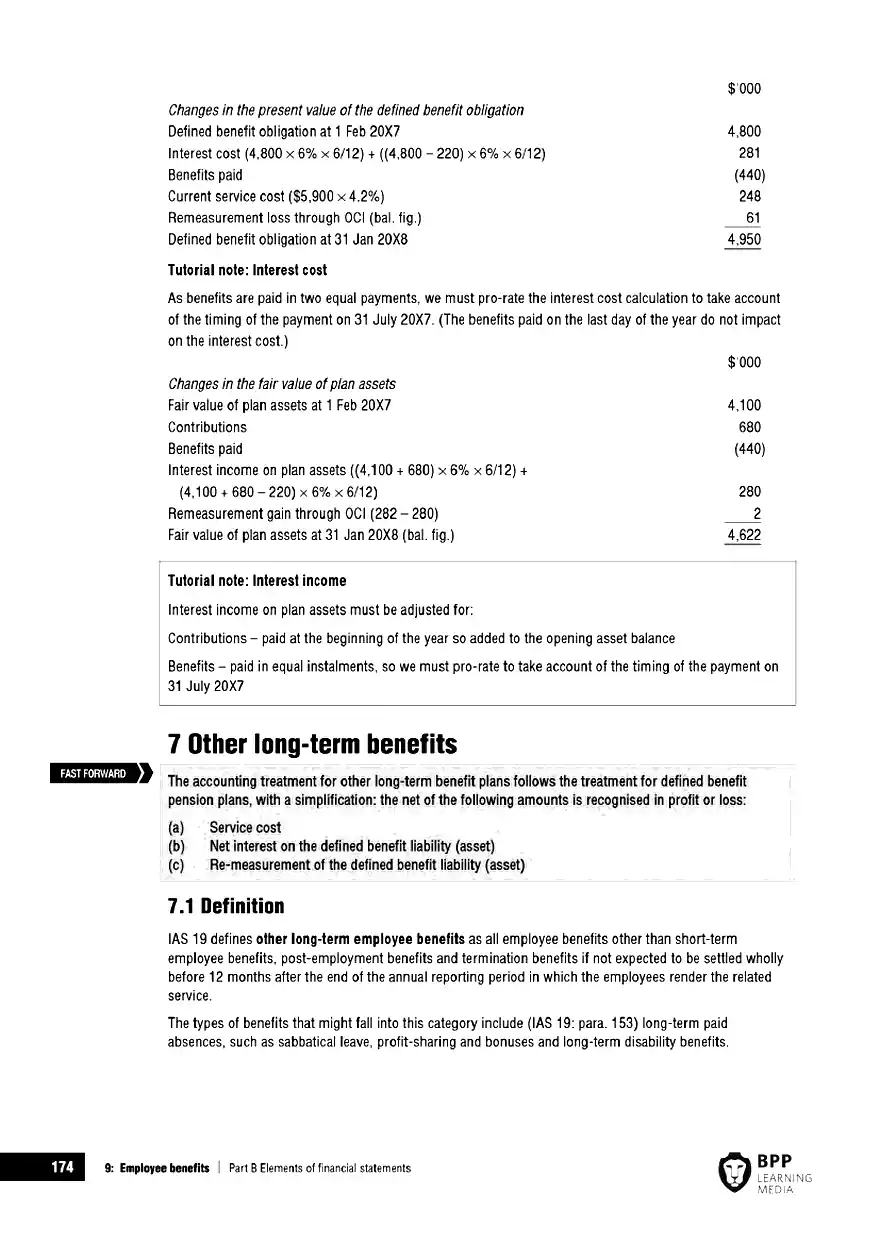 $'000
Changes in the present value of the defined benefit obligation
Defined benefit obligation at 1 Feb 20X7 4,800
Interest cost (4,800 × 6% × 6/12) + ((4,800 – 220) × 6% × 6/12) 281
Benefits paid (440)
Current service cost ($5,900 × 4.2%) 248
Remeasurement loss through OCI (bal. fig.) 61
Defined benefit obligation at 31 Jan 20X8 4,950
Tutorial note: Interest cost
As benefits are paid in two equal payments, we must pro-rate the interest cost calculation to take account
of the timing of the payment on 31 July 20X7. (The benefits paid on the last day of the year do not impact
on the interest cost.)
$'000
Changes in the fair value of plan assets
Fair value of plan assets at 1 Feb 20X7 4,100
Contributions 680
Benefits paid (440)
Interest income on plan assets ((4,100 + 680) × 6% × 6/12) +
(4,100 + 680 – 220) × 6% × 6/12) 280
Remeasurement gain through OCI (282 – 280) 2
Fair value of plan assets at 31 Jan 20X8 (bal. fig.) 4,622
Tutorial note: Interest income
Interest income on plan assets must be adjusted for:
Contributions – paid at the beginning of the year so added to the opening asset balance
Benefits – paid in equal instalments, so we must pro-rate to take account of the timing of the payment on
31 July 20X7
7 Other long-term benefits
FAST FORWARD
The accounting treatment for other long-term benefit plans follows the treatment for defined benefit
pension plans, with a simplification: the net of the following amounts is recognised in profit or loss:
(a) Service cost
(b) Net interest on the defined benefit liability (asset)
(c) Re-measurement of the defined benefit liability (asset)
7.1 Definition
IAS 19 defines other long-term employee benefits as all employee benefits other than short-term
employee benefits, post-employment benefits and termination benefits if not expected to be settled wholly
before 12 months after the end of the annual reporting period in which the employees render the related
service.
The types of benefits that might fall into this category include (IAS 19: para. 153) long-term paid
absences, such as sabbatical leave, profit-sharing and bonuses and long-term disability benefits.
174 9: Employee benefits | Part B Elements of financial statements
BPP
LEARNING
MEDIA